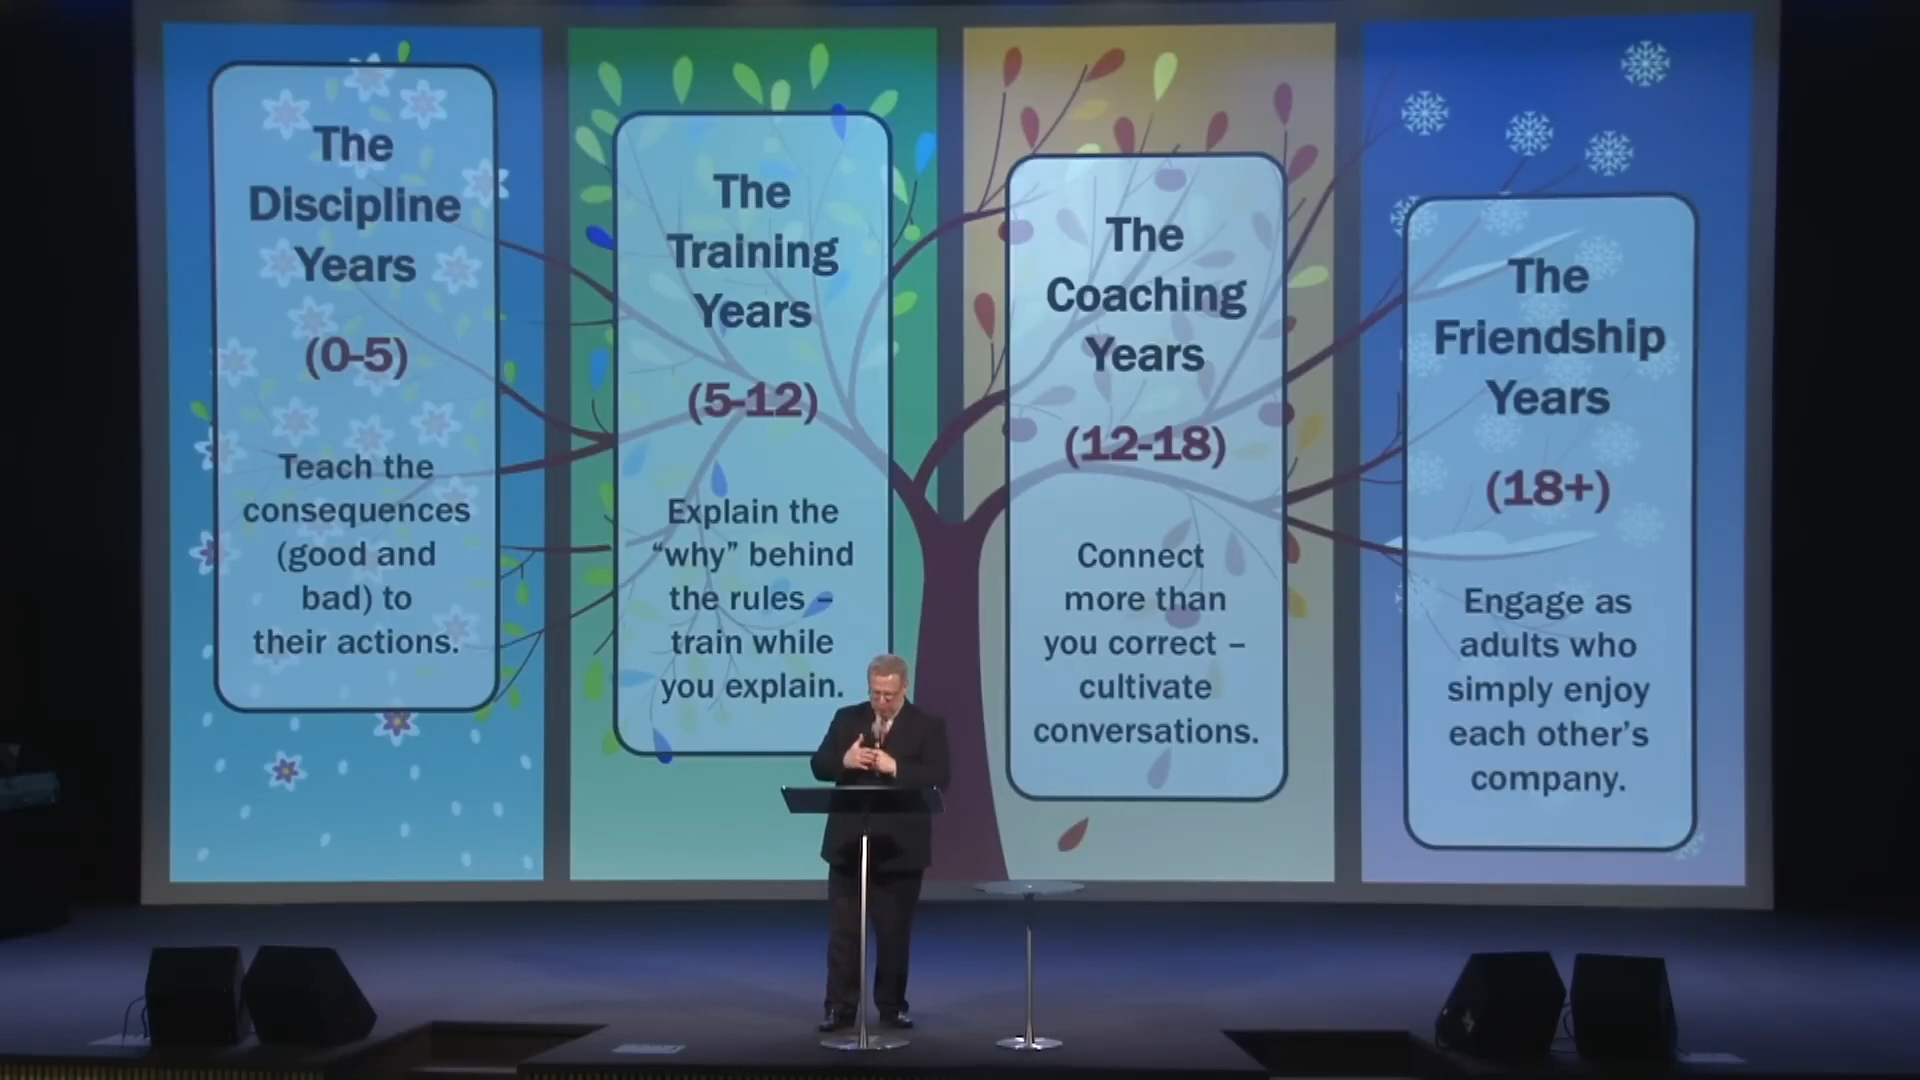 The
Discipline
Years
(0-5)
Teach the
consequences
(good and
bad) to
their actions.
The
Training
Years
(5-12)
Explain the
“why” behind
the rules –
train while
you explain.
The
Coaching
Years
(12-18)
Connect
more than
you correct –
cultivate
conversations.
The
Friendship
Years
(18+)
Engage as
adults who
simply enjoy
each other’s
company.